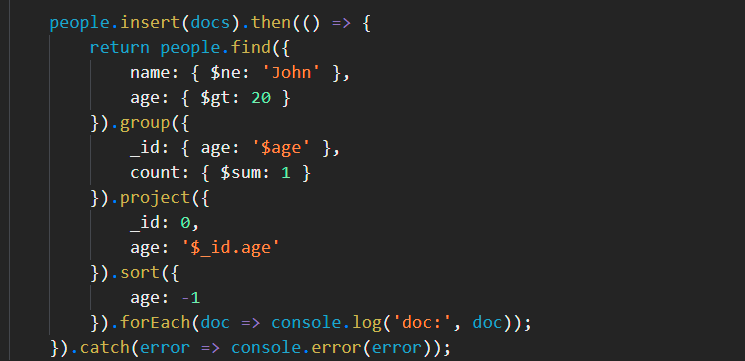 people.insert(docs).then(() => {
    return people.find({
        name: { $ne: 'John' },
        age: { $gt: 20 }
    }).group({
        _id: { age: '$age' },
        count: { $sum: 1 }
    }).project({
        _id: 0,
        age: '$_id.age'
    }).sort({
        age: -1
    }).forEach(doc => console.log('doc:', doc));
}).catch(error => console.error(error));